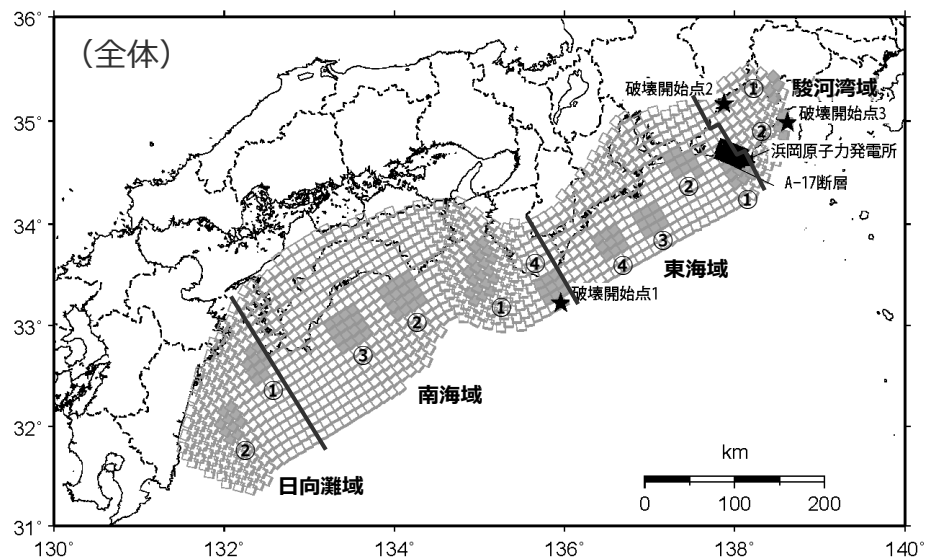 36°
（全体）
破壊開始点2
①
駿河湾域
35°
②
破壊開始点3
浜岡原子力発電所
②
A−17断層
①
34°
③
④
④
東海域
破壊開始点1
33°
①
②
③
①
南海域
32°
②
日向灘域
km
0 100 200
31°
130° 132° 134° 136° 138° 140°